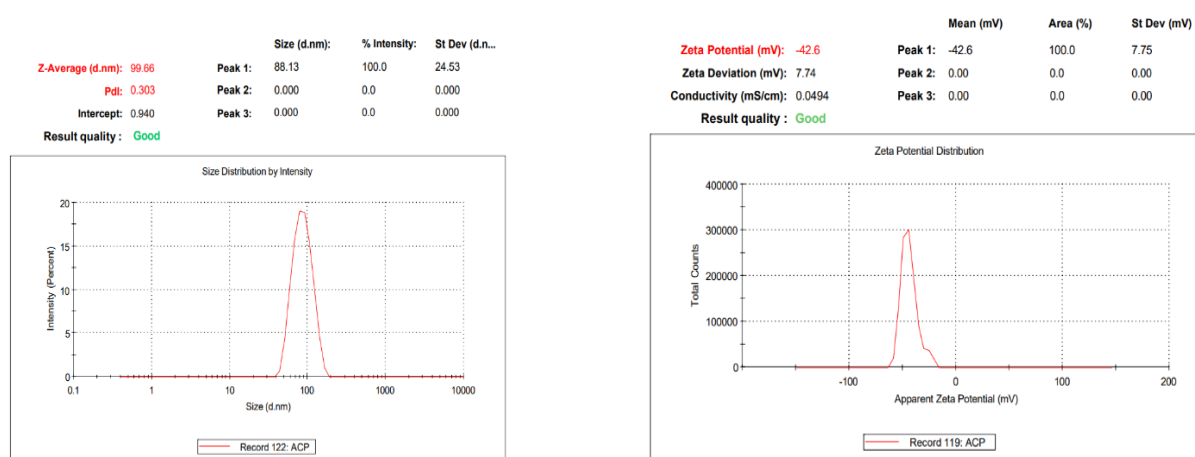 Size (d.nm): % Intensity: St Dev (d.n...
Z-Average (d.nm): 99.66 Peak 1: 88.13 100.0 24.53
PdI: 0.303 Peak 2: 0.000 0.0 0.000
Intercept: 0.940 Peak 3: 0.000 0.0 0.000
Result quality : Good
Size Distribution by Intensity
Intensity (Percent)
20
15
10
5
0
0.1 1 10 100 1000 10000
Size (d.nm)
Record 122: ACP
Mean (mV) Area (%) St Dev (mV)
Zeta Potential (mV): -42.6 Peak 1: -42.6 100.0 7.75
Zeta Deviation (mV): 7.74 Peak 2: 0.00 0.0 0.00
Conductivity (mS/cm): 0.0494 Peak 3: 0.00 0.0 0.00
Result quality : Good
Zeta Potential Distribution
Total Counts
400000
300000
200000
100000
0
-100 0 100 200
Apparent Zeta Potential (mV)
Record 119: ACP